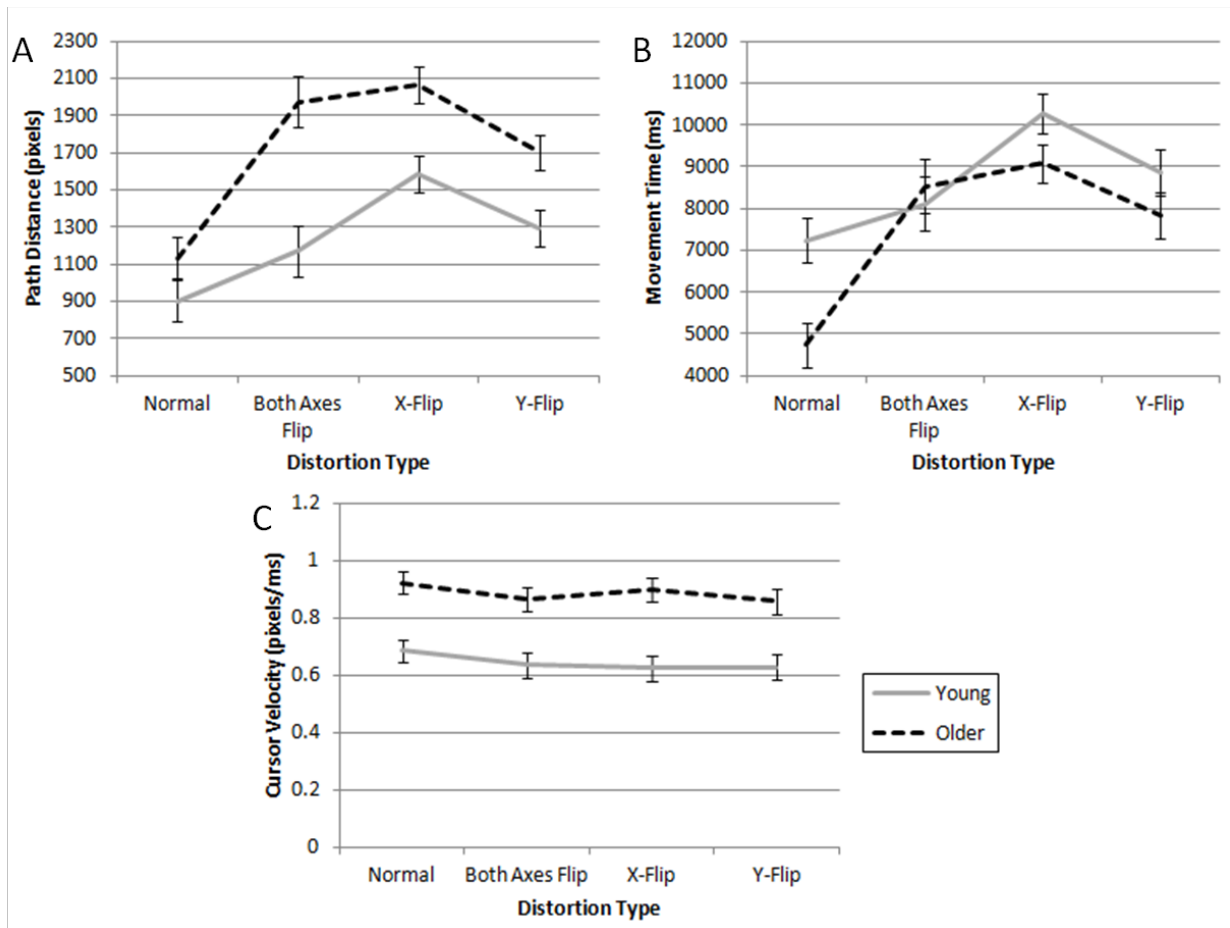 A
Path Distance (pixels)
2300
2100
1900
1700
1500
1300
1100
900
700
500
Normal
Both Axes
Flip
X-Flip
Y-Flip
Distortion Type
B
Movement Time (ms)
12000
11000
10000
9000
8000
7000
6000
5000
4000
Normal
Both Axes
Flip
X-Flip
Y-Flip
Distortion Type
C
Cursor Velocity (pixels/ms)
1.2
1
0.8
0.6
0.4
0.2
0
Normal
Both Axes Flip
X-Flip
Y-Flip
Distortion Type
Young
Older